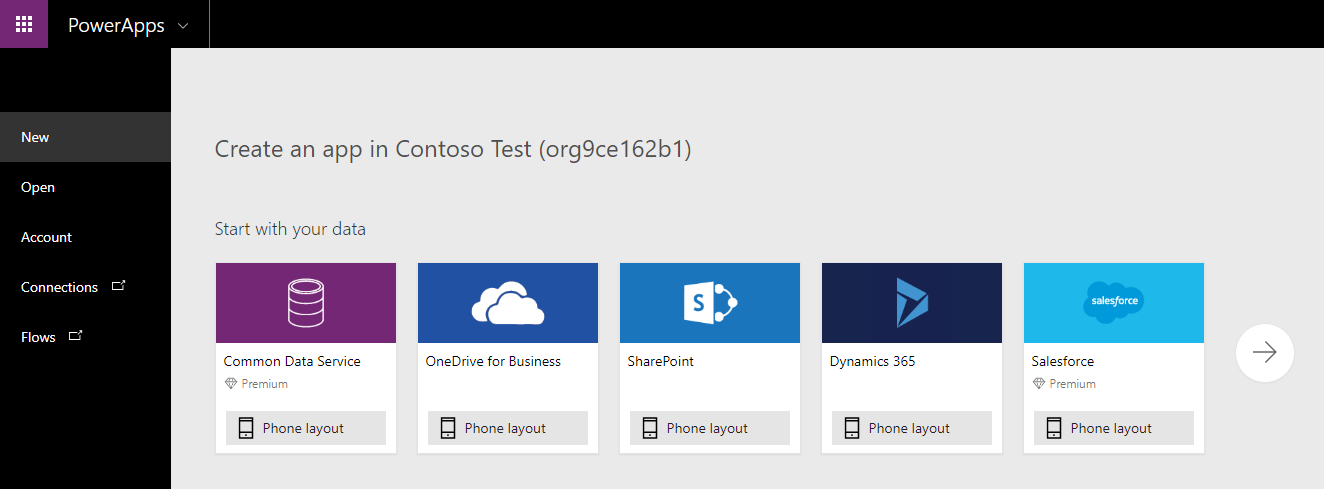 PowerApps
New
Open
Account
Connections
Flows
Create an app in Contoso Test (org9ce162b1)
Start with your data
S
salesforce
Common Data Service
Premium
Phone layout
OneDrive for Business
Phone layout
SharePoint
Phone layout
Dynamics 365
Phone layout
Salesforce
Premium
Phone layout